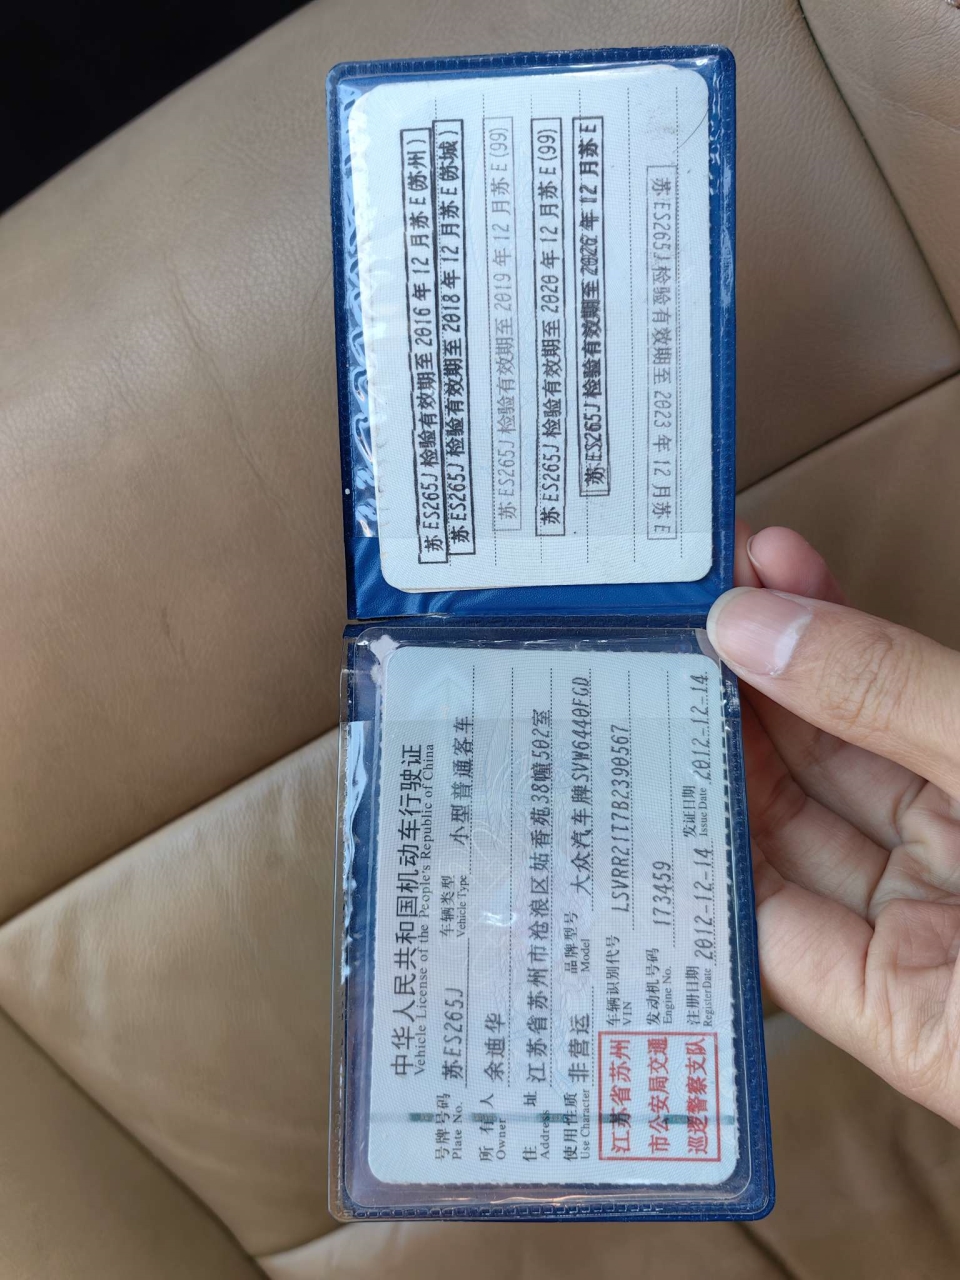 中华人民共和国机动车行驶证
Vehicle License of the People's Republic of China
号牌号码 苏ES265J 车辆类型 小型普通客车
Plate No. Vehicle Type
所有人 余迪华
Owner
住址 江苏省苏州市沧浪区姑香苑38幢502室
Address
使用性质 非营运 品牌型号 大众汽车牌SVW6440FGD
Use Character Model
江苏省苏州
市公安局交通
巡逻警察支队
车辆识别代号 LSVRR21T7B2390567
VIN
发动机号码 173459
Engine No.
注册日期 2012-12-14 发证日期 2012-12-14
Register Date Issue Date
苏ES265J检验有效期至2016年12月苏E(苏州)
苏ES265J检验有效期至2018年12月苏E(苏城)
苏ES265J检验有效期至2019年12月苏E(99)
苏ES265J检验有效期至2020年12月苏E(99)
苏ES265J检验有效期至 年12月苏E
苏ES265J检验有效期至2023年12月苏E